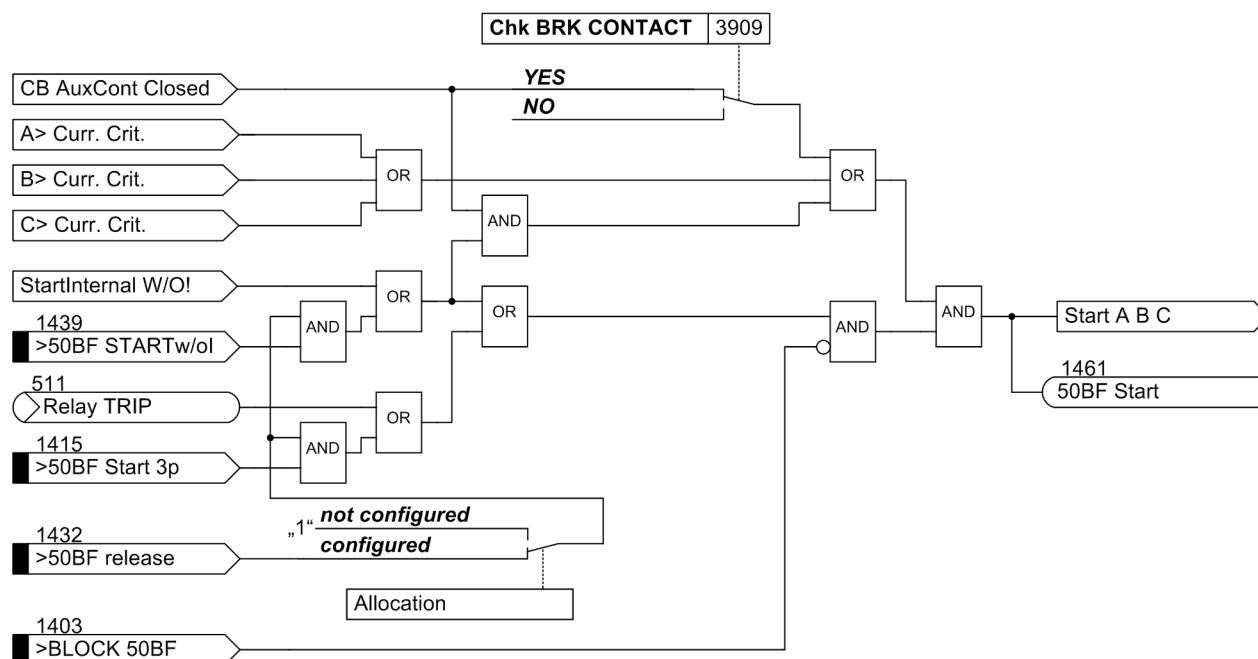 Chk BRK CONTACT 3909
CB AuxCont Closed
YES
NO
A> Curr. Crit.
B> Curr. Crit.
C> Curr. Crit.
OR
OR
AND
StartInternal W/O!
OR
OR
1439
>50BF STARTw/oI
AND
AND
AND
Start A B C
1461
50BF Start
511
Relay TRIP
OR
1415
>50BF Start 3p
AND
„1“ not configured
1432
>50BF release
configured
Allocation
1403
>BLOCK 50BF